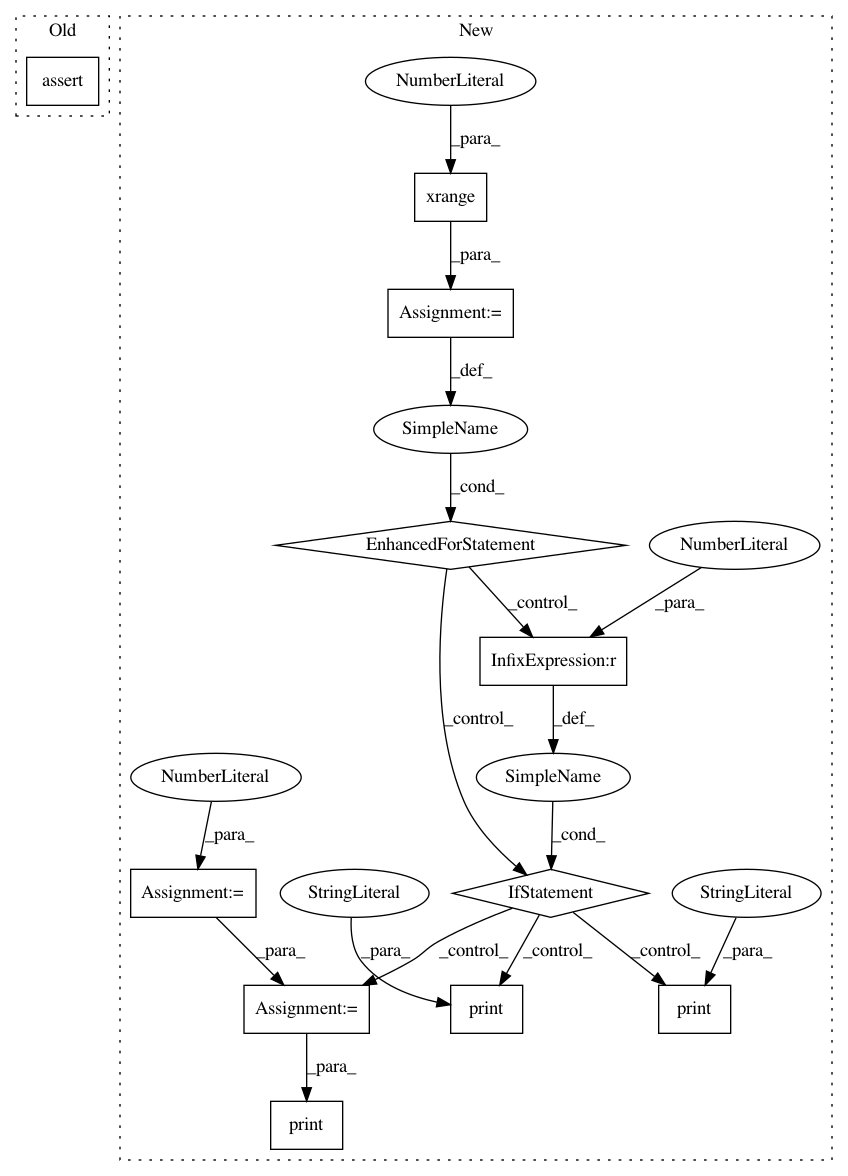 Old
New
assert
NumberLiteral
_para_
xrange
_para_
Assignment:=
_def_
SimpleName
_cond_
EnhancedForStatement
NumberLiteral
_control_
_para_
InfixExpression:r
_control_
_def_
NumberLiteral
SimpleName
_para_
_cond_
Assignment:=
StringLiteral
IfStatement
StringLiteral
_para_
_para_
_control_
_control_
_control_
_para_
Assignment:=
print
print
_para_
print